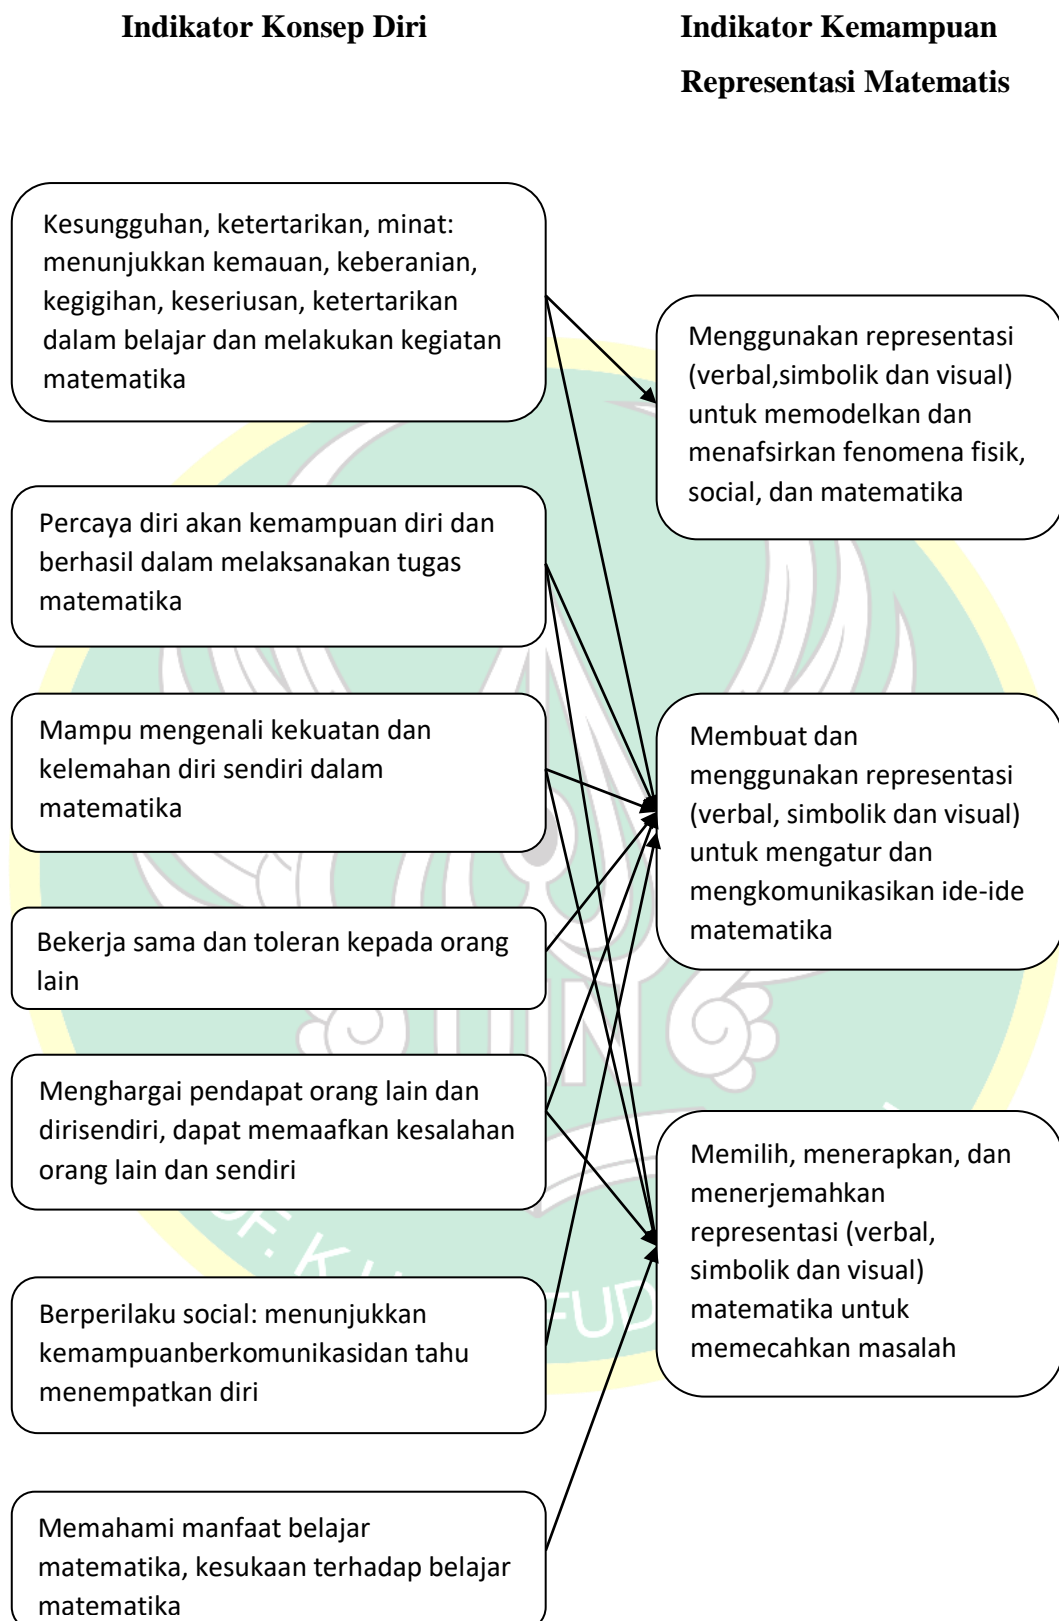 Indikator Konsep Diri
Indikator Kemampuan
Representasi Matematis
Kesungguhan, ketertarikan, minat:
menunjukkan kemauan, keberanian,
kegigihan, keseriusan, ketertarikan
dalam belajar dan melakukan kegiatan
matematika
Menggunakan representasi
(verbal,simbolik dan visual)
untuk memodelkan dan
menafsirkan fenomena fisik,
social, dan matematika
Percaya diri akan kemampuan diri dan
berhasil dalam melaksanakan tugas
matematika
Mampu mengenali kekuatan dan
kelemahan diri sendiri dalam
matematika
Membuat dan
menggunakan representasi
(verbal, simbolik dan visual)
untuk mengatur dan
mengkomunikasikan ide-ide
matematika
Bekerja sama dan toleran kepada orang
lain
Menghargai pendapat orang lain dan
dirisendiri, dapat memaafkan kesalahan
orang lain dan sendiri
Memilih, menerapkan, dan
menerjemahkan
representasi (verbal,
simbolik dan visual)
matematika untuk
memecahkan masalah
Berperilaku social: menunjukkan
kemampuanberkomunikasidan tahu
menempatkan diri
Memahami manfaat belajar
matematika, kesukaan terhadap belajar
matematika
UIN